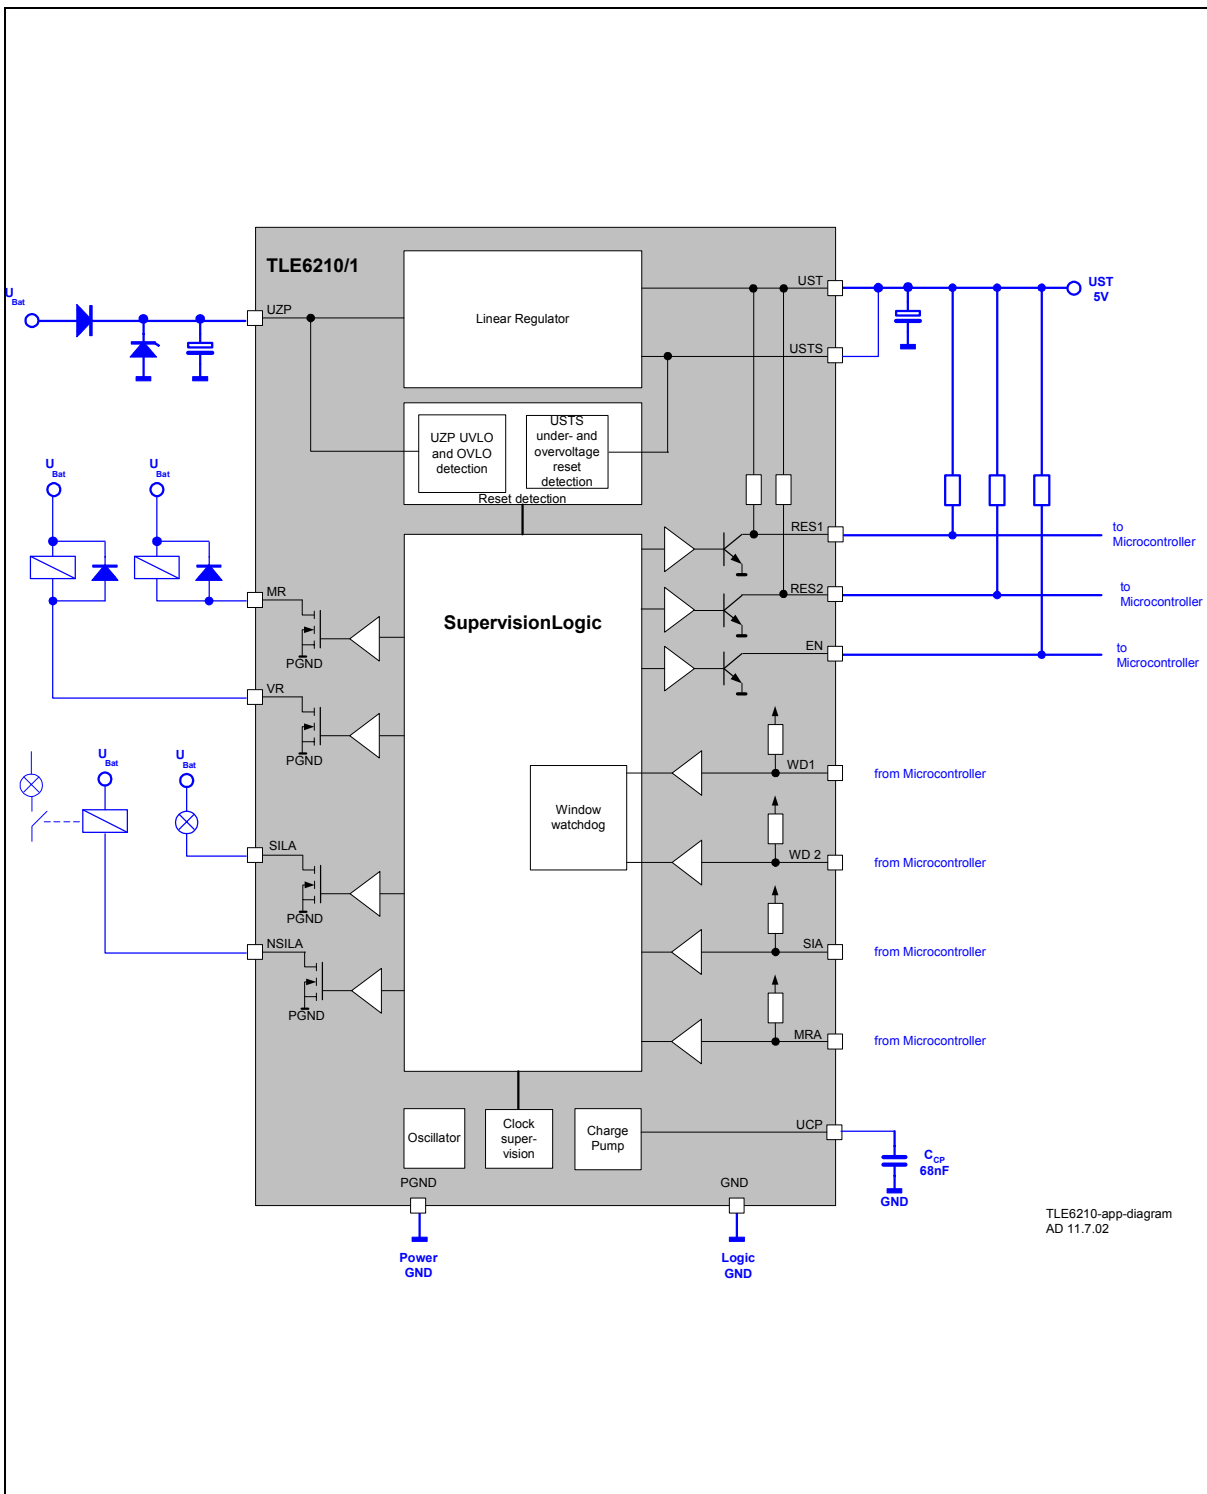 TLE6210/1
UST
UST
5V
U
Bat
UZP
Linear Regulator
USTS
UZP UVLO
and OVLO
detection
USTS
under- and
overvoltage
reset
detection
Reset detection
U
Bat
U
Bat
RES1
to
Microcontroller
MR
RES2
to
Microcontroller
SupervisionLogic
PGND
EN
to
Microcontroller
VR
PGND
U
Bat
U
Bat
WD1
from Microcontroller
Window
watchdog
SILA
WD 2
from Microcontroller
PGND
NSILA
SIA
from Microcontroller
PGND
MRA
from Microcontroller
Oscillator
Clock
super-
vision
Charge
Pump
UCP
C
CP
68nF
GND
PGND
GND
Power
GND
Logic
GND
TLE6210-app-diagram
AD 11.7.02